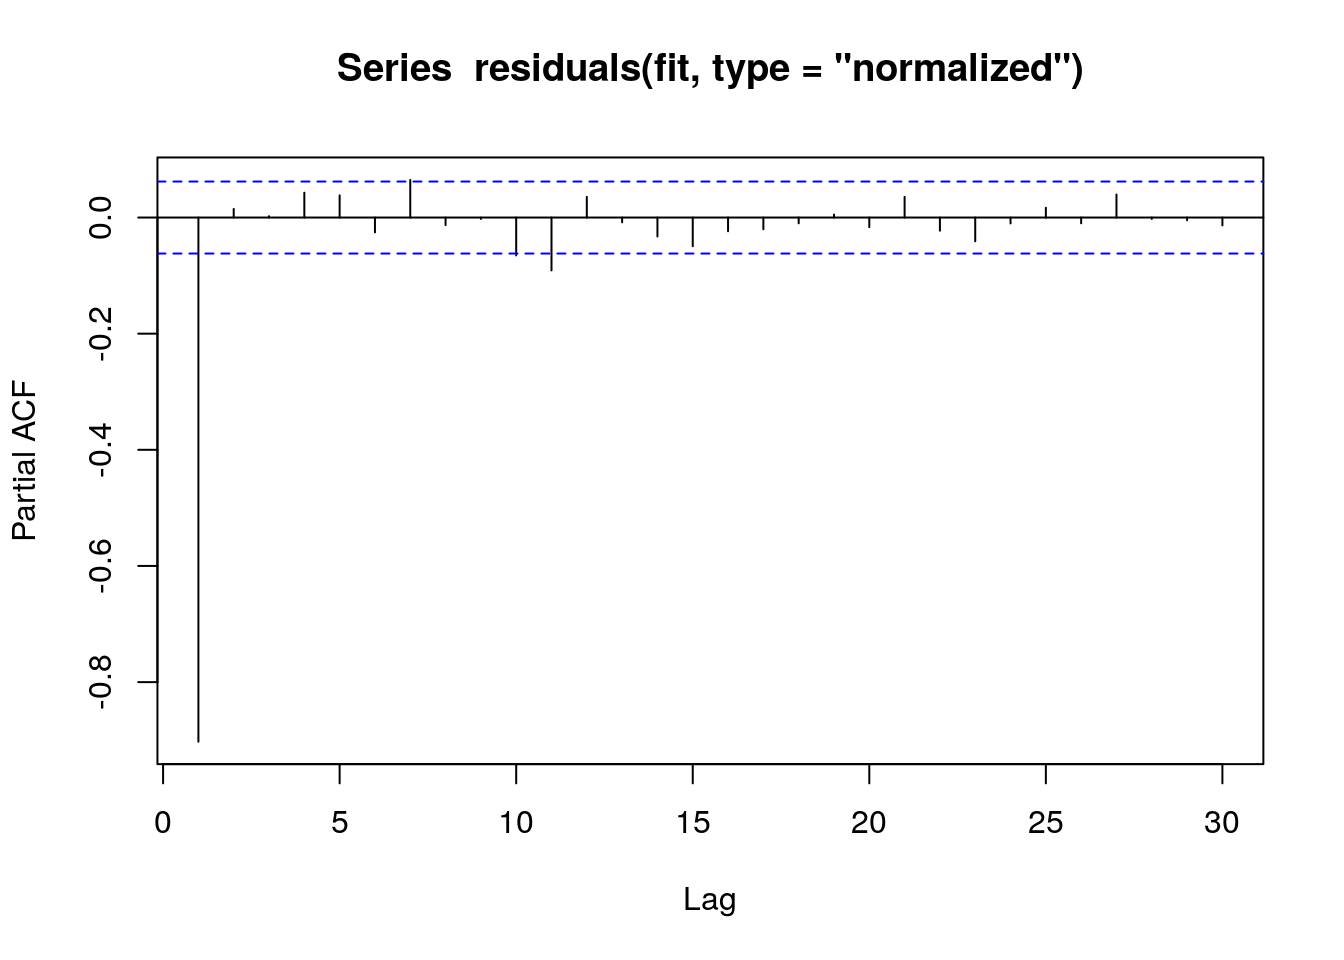 Series  residuals(fit, type = "normalized")
Partial ACF
0.0
-0.2
-0.4
-0.6
-0.8
0 5 10 15 20 25 30
Lag